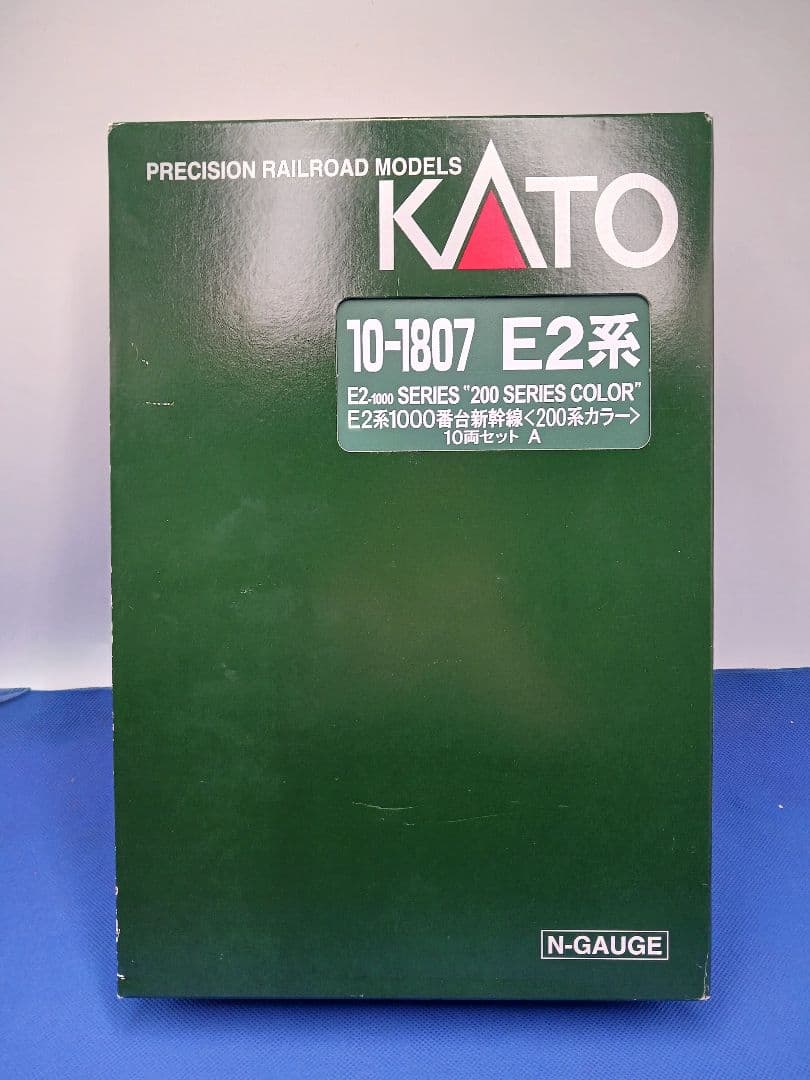 PRECISION RAILROAD MODELS
KATO
10-1807 E2系
E2-1000 SERIES "200 SERIES COLOR"
E2系1000番台新幹線<200系カラー>
10両セット A
N-GAUGE